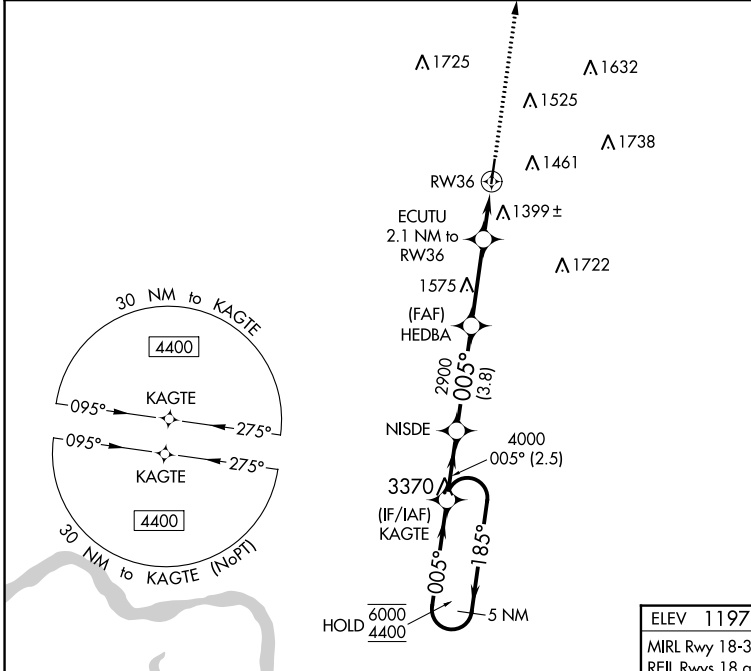 1725
1632
1525
1738
1461
RW36
ECUTU
2.1 NM to
RW36
1399 ±
1722
1575
(FAF)
HEDBA
2900
005°
(3.8)
NISDE
4000
005° (2.5)
3370
(IF/IAF)
KAGTE
005°
185°
HOLD
6000
4400
5 NM
30 NM to KAGTE
4400
KAGTE
095°
275°
095°
275°
KAGTE
4400
30 NM to KAGTE (NoPT)
ELEV 1197
MIRL Rwy 18-3
REIL Rwys 18 a